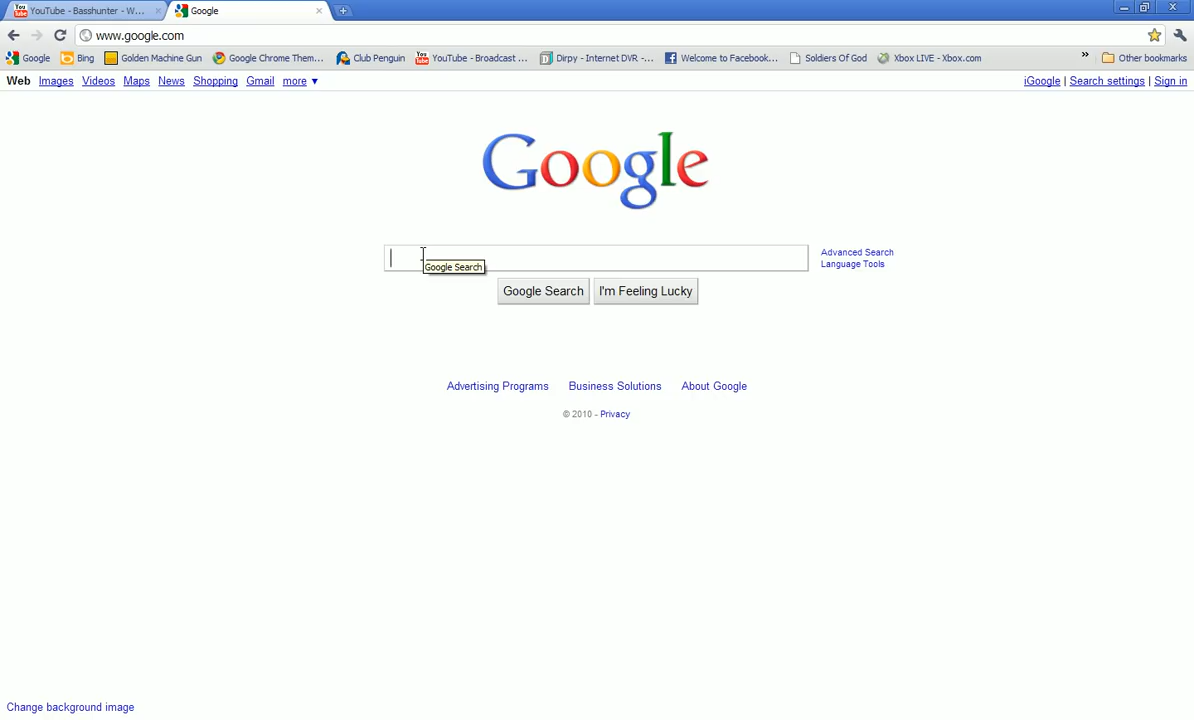 YouTube - Basshunter - W...
Google
www.google.com
Google
Bing
Golden Machine Gun
Google Chrome Them...
Club Penguin
YouTube - Broadcast ...
Dirpy - Internet DVR -...
Welcome to Facebook...
Soldiers Of God
Xbox LIVE - Xbox.com
»
Other bookmarks
Web Images Videos Maps News Shopping Gmail more ▼
iGoogle | Search settings | Sign in
Google
Advanced Search
Language Tools
Google Search
Google Search
I'm Feeling Lucky
Advertising Programs
Business Solutions
About Google
© 2010 - Privacy
Change background image